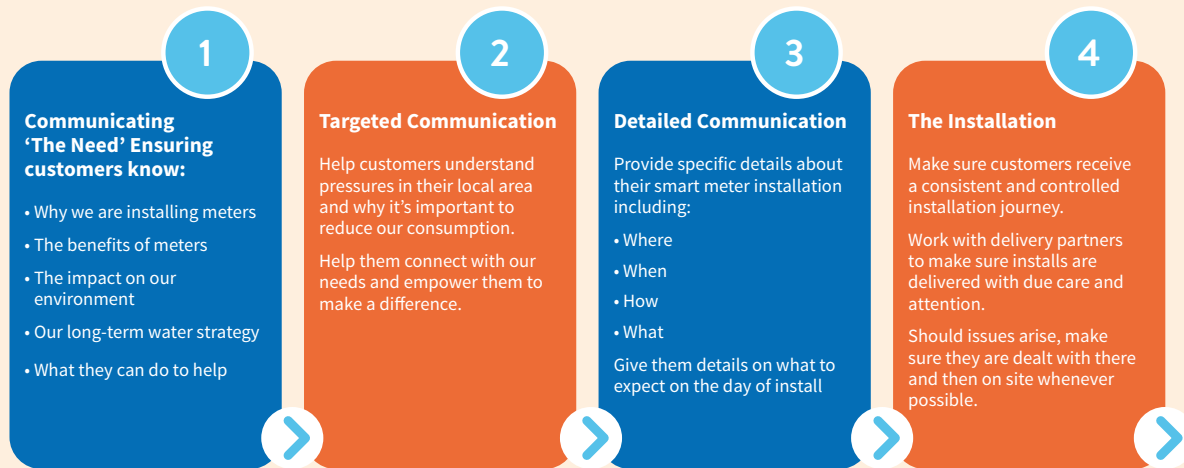 1
Communicating
‘The Need’ Ensuring
customers know:
• Why we are installing meters
• The benefits of meters
• The impact on our
environment
• Our long-term water strategy
• What they can do to help
2
Targeted Communication
Help customers understand
pressures in their local area
and why it’s important to
reduce our consumption.
Help them connect with our
needs and empower them to
make a difference.
3
Detailed Communication
Provide specific details about
their smart meter installation
including:
• Where
• When
• How
• What
Give them details on what to
expect on the day of install
4
The Installation
Make sure customers receive
a consistent and controlled
installation journey.
Work with delivery partners
to make sure installs are
delivered with due care and
attention.
Should issues arise, make
sure they are dealt with there
and then on site whenever
possible.